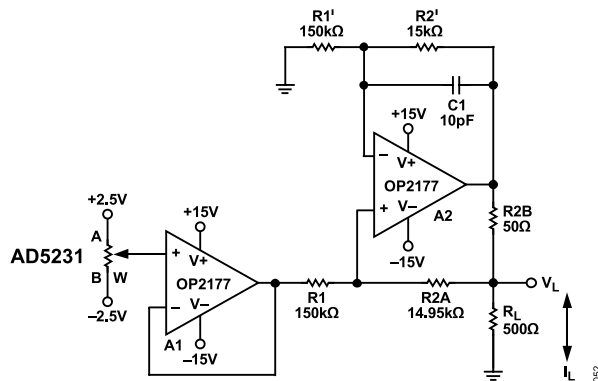 R1'
150kΩ
R2'
15kΩ
C1
10pF
+15V
−
V+
OP2177
+
V−
A2
−15V
R2B
50Ω
+2.5V
A
AD5231
B
W
−2.5V
+15V
+
V+
OP2177
−
V−
A1
−15V
R1
150kΩ
R2A
14.95kΩ
VL
RL
500Ω
IL
052